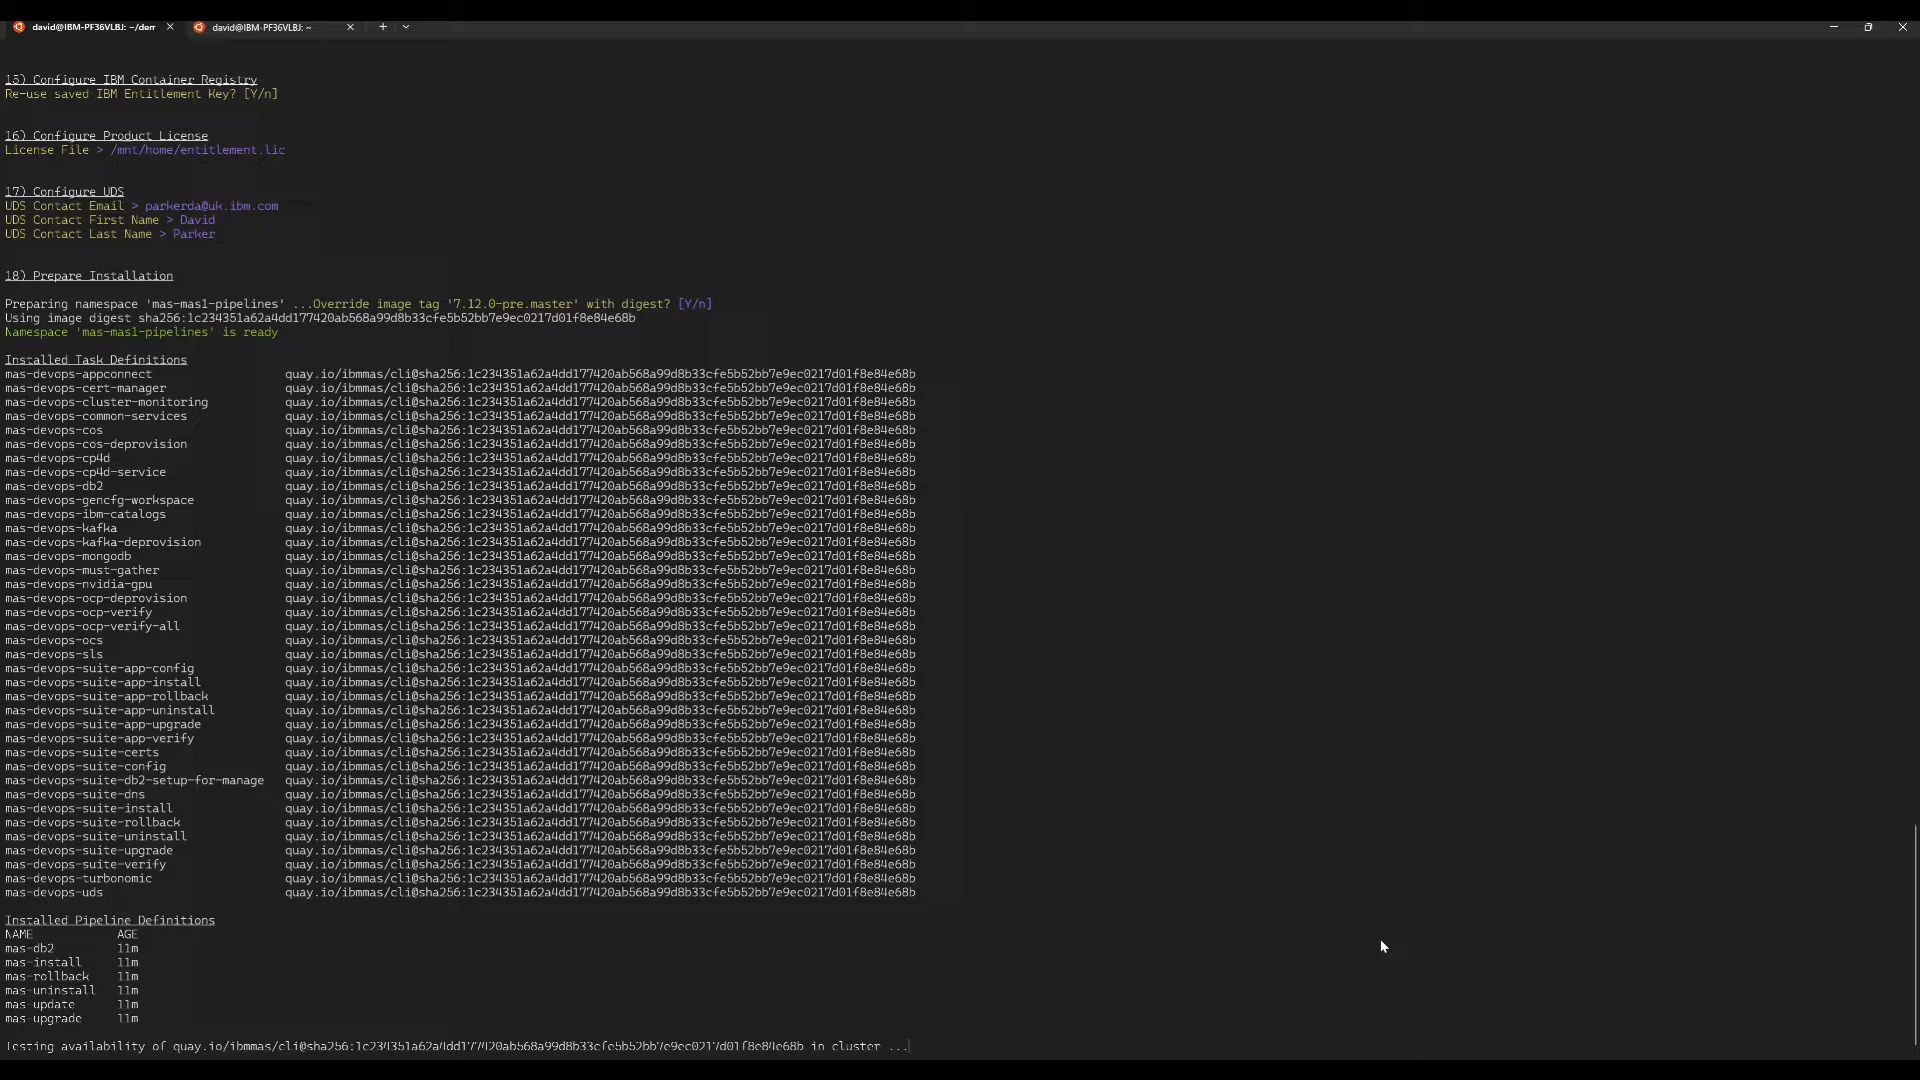 david@IBM-PF36VLBJ: ~/dem
david@IBM-PF36VLBJ: ~
15) Configure IBM Container Registry
Re-use saved IBM Entitlement Key? [Y/n]
16) Configure Product License
License File > /mnt/home/entitlement.lic
17) Configure UDS
UDS Contact Email > parkerda@uk.ibm.com
UDS Contact First Name > David
UDS Contact Last Name > Parker
18) Prepare Installation
Preparing namespace 'mas-mas1-pipelines' ...Override image tag '7.12.0-pre.master' with digest? [Y/n]
Using image digest sha256:1c234351a62a4dd177420ab568a99d8b33cfe5b52bb7e9ec0217d01f8e84e68b
Namespace 'mas-mas1-pipelines' is ready
Installed Task Definitions
mas-devops-appconnect quay.io/ibmmas/cli@sha256:1c234351a62a4dd177420ab568a99d8b33cfe5b52bb7e9ec0217d01f8e84e68b
mas-devops-cert-manager quay.io/ibmmas/cli@sha256:1c234351a62a4dd177420ab568a99d8b33cfe5b52bb7e9ec0217d01f8e84e68b
mas-devops-cluster-monitoring quay.io/ibmmas/cli@sha256:1c234351a62a4dd177420ab568a99d8b33cfe5b52bb7e9ec0217d01f8e84e68b
mas-devops-common-services quay.io/ibmmas/cli@sha256:1c234351a62a4dd177420ab568a99d8b33cfe5b52bb7e9ec0217d01f8e84e68b
mas-devops-cos quay.io/ibmmas/cli@sha256:1c234351a62a4dd177420ab568a99d8b33cfe5b52bb7e9ec0217d01f8e84e68b
mas-devops-cos-deprovision quay.io/ibmmas/cli@sha256:1c234351a62a4dd177420ab568a99d8b33cfe5b52bb7e9ec0217d01f8e84e68b
mas-devops-cp4d quay.io/ibmmas/cli@sha256:1c234351a62a4dd177420ab568a99d8b33cfe5b52bb7e9ec0217d01f8e84e68b
mas-devops-cp4d-service quay.io/ibmmas/cli@sha256:1c234351a62a4dd177420ab568a99d8b33cfe5b52bb7e9ec0217d01f8e84e68b
mas-devops-db2 quay.io/ibmmas/cli@sha256:1c234351a62a4dd177420ab568a99d8b33cfe5b52bb7e9ec0217d01f8e84e68b
mas-devops-gencfg-workspace quay.io/ibmmas/cli@sha256:1c234351a62a4dd177420ab568a99d8b33cfe5b52bb7e9ec0217d01f8e84e68b
mas-devops-ibm-catalogs quay.io/ibmmas/cli@sha256:1c234351a62a4dd177420ab568a99d8b33cfe5b52bb7e9ec0217d01f8e84e68b
mas-devops-kafka quay.io/ibmmas/cli@sha256:1c234351a62a4dd177420ab568a99d8b33cfe5b52bb7e9ec0217d01f8e84e68b
mas-devops-kafka-deprovision quay.io/ibmmas/cli@sha256:1c234351a62a4dd177420ab568a99d8b33cfe5b52bb7e9ec0217d01f8e84e68b
mas-devops-mongodb quay.io/ibmmas/cli@sha256:1c234351a62a4dd177420ab568a99d8b33cfe5b52bb7e9ec0217d01f8e84e68b
mas-devops-must-gather quay.io/ibmmas/cli@sha256:1c234351a62a4dd177420ab568a99d8b33cfe5b52bb7e9ec0217d01f8e84e68b
mas-devops-nvidia-gpu quay.io/ibmmas/cli@sha256:1c234351a62a4dd177420ab568a99d8b33cfe5b52bb7e9ec0217d01f8e84e68b
mas-devops-ocp-deprovision quay.io/ibmmas/cli@sha256:1c234351a62a4dd177420ab568a99d8b33cfe5b52bb7e9ec0217d01f8e84e68b
mas-devops-ocp-verify quay.io/ibmmas/cli@sha256:1c234351a62a4dd177420ab568a99d8b33cfe5b52bb7e9ec0217d01f8e84e68b
mas-devops-ocp-verify-all quay.io/ibmmas/cli@sha256:1c234351a62a4dd177420ab568a99d8b33cfe5b52bb7e9ec0217d01f8e84e68b
mas-devops-ocs quay.io/ibmmas/cli@sha256:1c234351a62a4dd177420ab568a99d8b33cfe5b52bb7e9ec0217d01f8e84e68b
mas-devops-sls quay.io/ibmmas/cli@sha256:1c234351a62a4dd177420ab568a99d8b33cfe5b52bb7e9ec0217d01f8e84e68b
mas-devops-suite-app-config quay.io/ibmmas/cli@sha256:1c234351a62a4dd177420ab568a99d8b33cfe5b52bb7e9ec0217d01f8e84e68b
mas-devops-suite-app-install quay.io/ibmmas/cli@sha256:1c234351a62a4dd177420ab568a99d8b33cfe5b52bb7e9ec0217d01f8e84e68b
mas-devops-suite-app-rollback quay.io/ibmmas/cli@sha256:1c234351a62a4dd177420ab568a99d8b33cfe5b52bb7e9ec0217d01f8e84e68b
mas-devops-suite-app-uninstall quay.io/ibmmas/cli@sha256:1c234351a62a4dd177420ab568a99d8b33cfe5b52bb7e9ec0217d01f8e84e68b
mas-devops-suite-app-upgrade quay.io/ibmmas/cli@sha256:1c234351a62a4dd177420ab568a99d8b33cfe5b52bb7e9ec0217d01f8e84e68b
mas-devops-suite-app-verify quay.io/ibmmas/cli@sha256:1c234351a62a4dd177420ab568a99d8b33cfe5b52bb7e9ec0217d01f8e84e68b
mas-devops-suite-certs quay.io/ibmmas/cli@sha256:1c234351a62a4dd177420ab568a99d8b33cfe5b52bb7e9ec0217d01f8e84e68b
mas-devops-suite-config quay.io/ibmmas/cli@sha256:1c234351a62a4dd177420ab568a99d8b33cfe5b52bb7e9ec0217d01f8e84e68b
mas-devops-suite-db2-setup-for-manage quay.io/ibmmas/cli@sha256:1c234351a62a4dd177420ab568a99d8b33cfe5b52bb7e9ec0217d01f8e84e68b
mas-devops-suite-dns quay.io/ibmmas/cli@sha256:1c234351a62a4dd177420ab568a99d8b33cfe5b52bb7e9ec0217d01f8e84e68b
mas-devops-suite-install quay.io/ibmmas/cli@sha256:1c234351a62a4dd177420ab568a99d8b33cfe5b52bb7e9ec0217d01f8e84e68b
mas-devops-suite-rollback quay.io/ibmmas/cli@sha256:1c234351a62a4dd177420ab568a99d8b33cfe5b52bb7e9ec0217d01f8e84e68b
mas-devops-suite-uninstall quay.io/ibmmas/cli@sha256:1c234351a62a4dd177420ab568a99d8b33cfe5b52bb7e9ec0217d01f8e84e68b
mas-devops-suite-upgrade quay.io/ibmmas/cli@sha256:1c234351a62a4dd177420ab568a99d8b33cfe5b52bb7e9ec0217d01f8e84e68b
mas-devops-suite-verify quay.io/ibmmas/cli@sha256:1c234351a62a4dd177420ab568a99d8b33cfe5b52bb7e9ec0217d01f8e84e68b
mas-devops-turbonomic quay.io/ibmmas/cli@sha256:1c234351a62a4dd177420ab568a99d8b33cfe5b52bb7e9ec0217d01f8e84e68b
mas-devops-uds quay.io/ibmmas/cli@sha256:1c234351a62a4dd177420ab568a99d8b33cfe5b52bb7e9ec0217d01f8e84e68b
Installed Pipeline Definitions
NAME AGE
mas-db2 11m
mas-install 11m
mas-rollback 11m
mas-uninstall 11m
mas-update 11m
mas-upgrade 11m
Testing availability of quay.io/ibmmas/cli@sha256:1c234351a62a4dd177420ab568a99d8b33cfe5b52bb7e9ec0217d01f8e84e68b in cluster ...